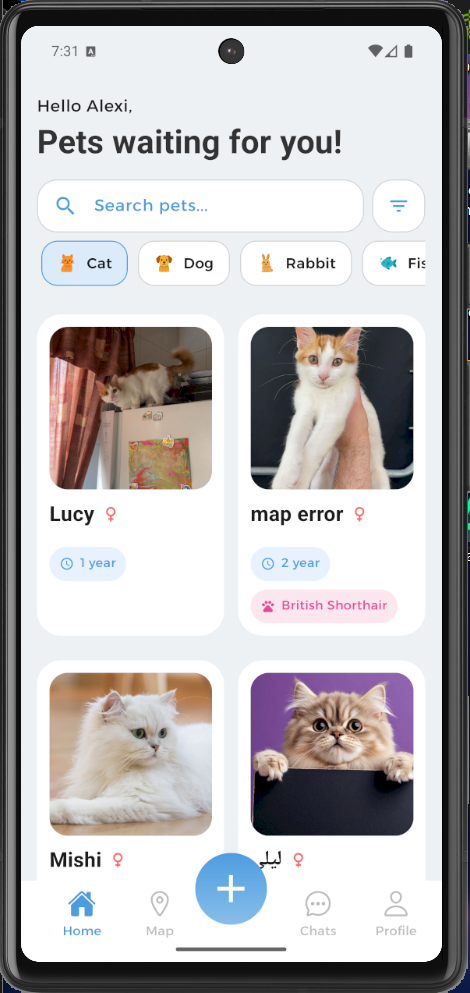 7:31 A
Hello Alexi,
Pets waiting for you!
Search pets...
Cat Dog Rabbit Fis
Lucy map error
1 year 2 year
British Shorthair
Mishi ليلى
Home Map Chats Profile